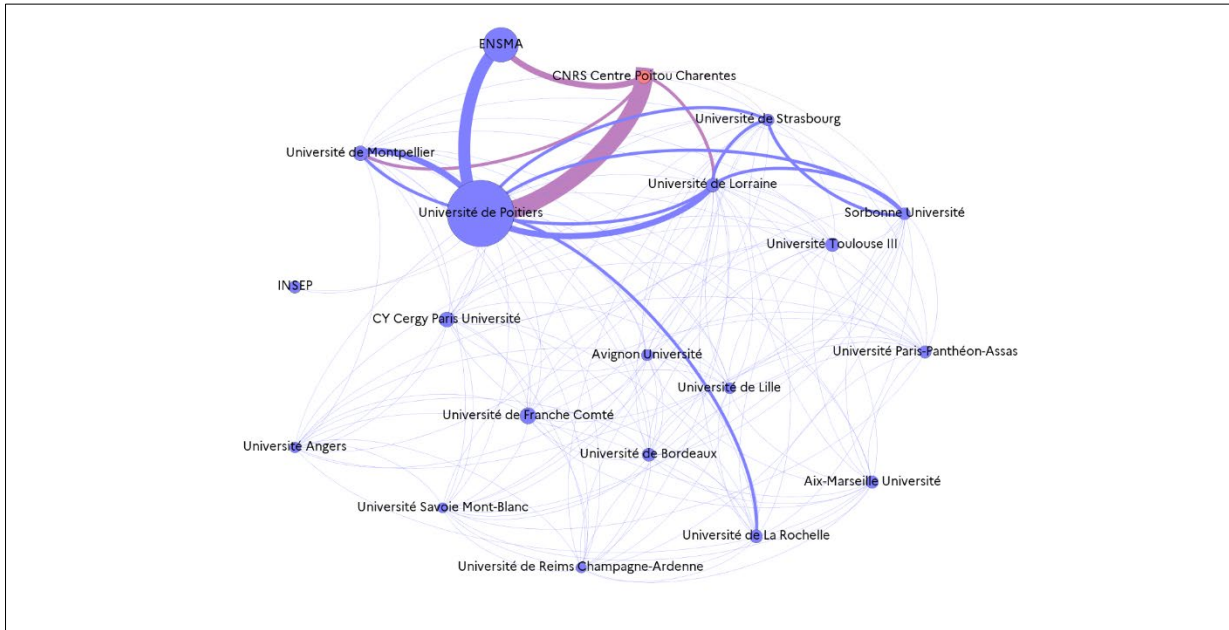 ENSMA
CNRS Centre Poitou Charentes
Université de Strasbourg
Université de Montpellier
Université de Lorraine
Université de Poitiers
Sorbonne Université
Université Toulouse III
INSEP
CY Cergy Paris Université
Avignon Université
Université Paris-Panthéon-Assas
Université de Lille
Université de Franche Comté
Université Angers
Université de Bordeaux
Aix-Marseille Université
Université Savoie Mont-Blanc
Université de La Rochelle
Université de Reims Champagne-Ardenne